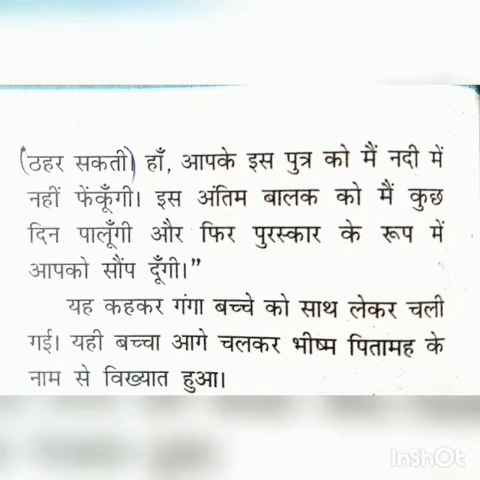 (ठहर सकती) हाँ, आपके इस पुत्र को मैं नदी में
नहीं फेंकूँगी। इस अंतिम बालक को मैं कुछ
दिन पालूँगी और फिर पुरस्कार के रूप में
आपको सौंप दूँगी।”
यह कहकर गंगा बच्चे को साथ लेकर चली
गई। यही बच्चा आगे चलकर भीष्म पितामह के
नाम से विख्यात हुआ।
InShOt